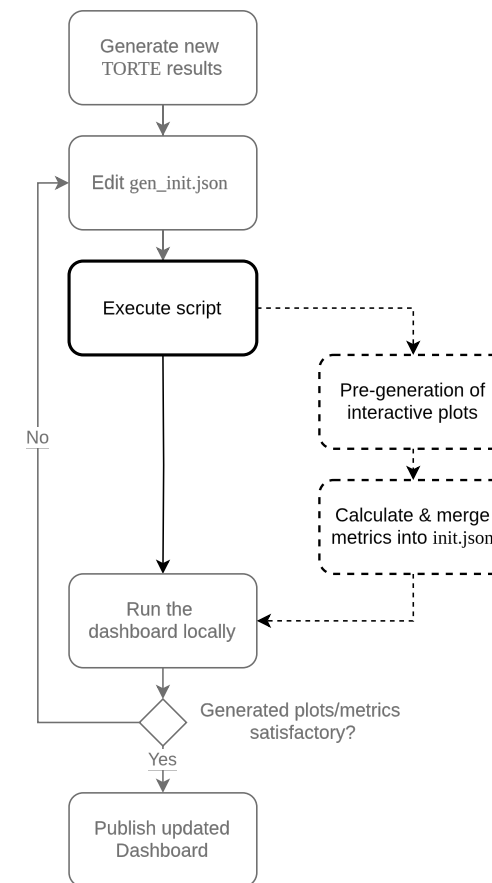 Generate new
TORTE results
Edit gen_init.json
Execute script
Pre-generation of
interactive plots
No
Calculate & merge
metrics into init.json
Run the
dashboard locally
Generated plots/metrics
satisfactory?
Yes
Publish updated
Dashboard